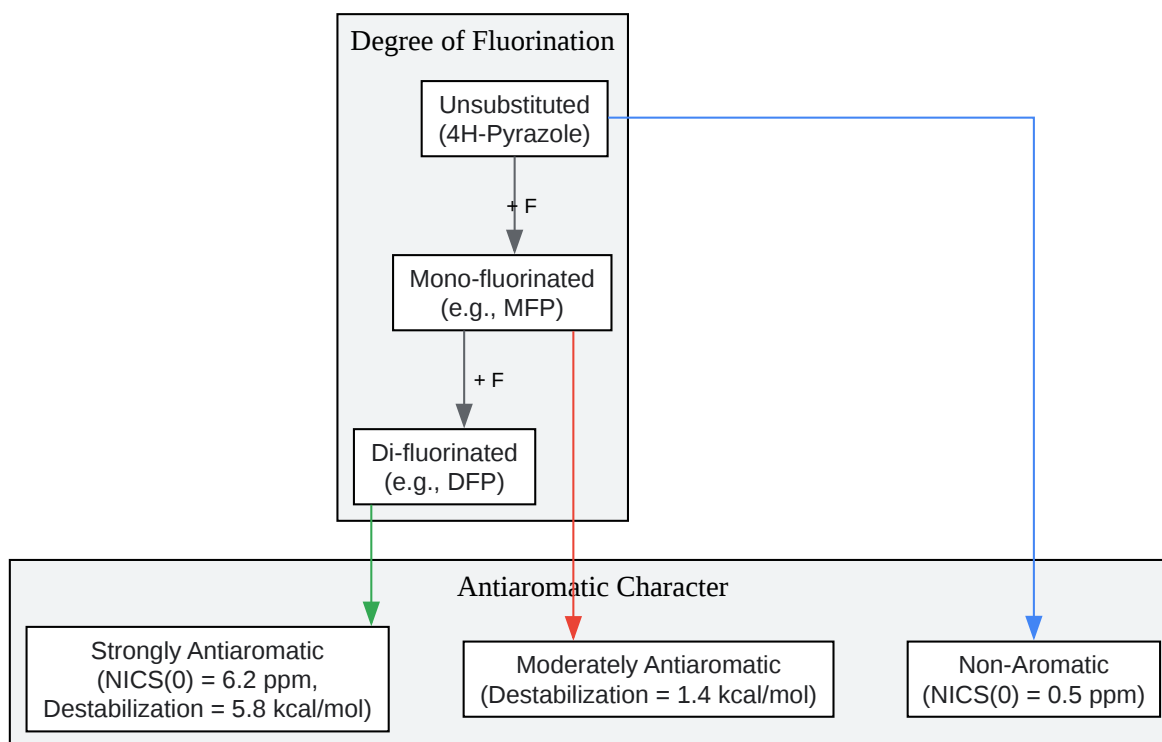 Degree of Fluorination
Unsubstituted
(4H-Pyrazole)
+ F
Mono-fluorinated
(e.g., MFP)
+ F
Di-fluorinated
(e.g., DFP)
Antiaromatic Character
Strongly Antiaromatic
(NICS(0) = 6.2 ppm,
Destabilization = 5.8 kcal/mol)
Moderately Antiaromatic
(Destabilization = 1.4 kcal/mol)
Non-Aromatic
(NICS(0) = 0.5 ppm)